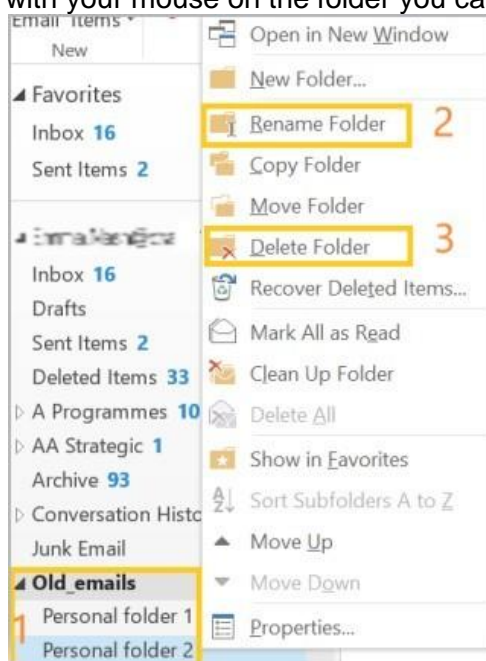 with your mouse on the folder you ca
Email Items
New
Favorites
Inbox 16
Sent Items 2
Inbox 16
Drafts
Sent Items 2
Deleted Items 33
A Programmes 10
AA Strategic 1
Archive 93
Conversation Histo
Junk Email
Old_emails
1
Personal folder 1
Personal folder 2
Open in New Window
New Folder...
Rename Folder 2
Copy Folder
Move Folder
Delete Folder 3
Recover Deleted Items...
Mark All as Read
Clean Up Folder
Delete All
Show in Favorites
Sort Subfolders A to Z
Move Up
Move Down
Properties...